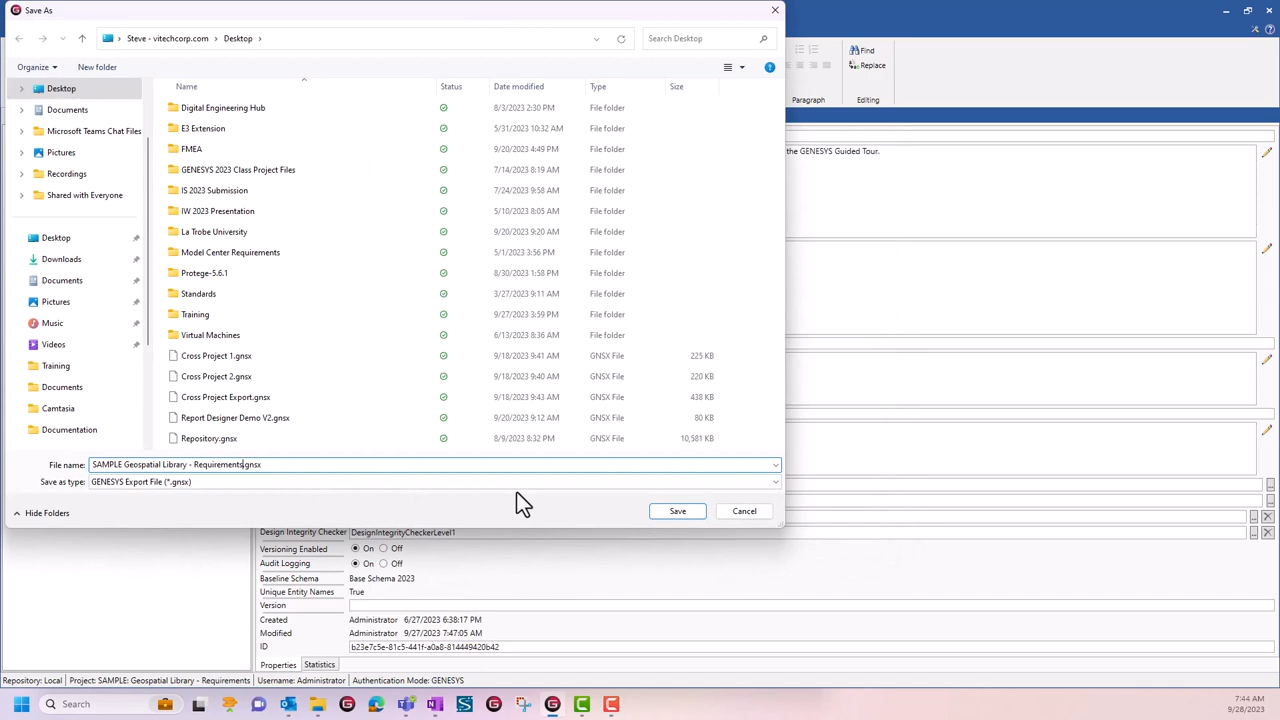 Save As
Steve - vitechcorp.com > Desktop >
Search Desktop
Organize
New folder
Find
Replace
Paragraph
Editing
Name
Status
Date modified
Type
Size
Desktop
Documents
Microsoft Teams Chat Files
Pictures
Recordings
Shared with Everyone
Desktop
Downloads
Documents
Pictures
Music
Videos
Training
Documents
Camtasia
Documentation
Digital Engineering Hub 8/3/2023 2:30 PM File folder
E3 Extension 5/31/2023 10:32 AM File folder
FMEA 9/20/2023 4:49 PM File folder
GENESYS 2023 Class Project Files 7/14/2023 8:19 AM File folder
IS 2023 Submission 7/24/2023 9:58 AM File folder
IW 2023 Presentation 5/10/2023 8:05 AM File folder
La Trobe University 9/20/2023 9:20 AM File folder
Model Center Requirements 5/1/2023 3:56 PM File folder
Protege-5.6.1 8/30/2023 1:58 PM File folder
Standards 3/27/2023 9:11 AM File folder
Training 9/27/2023 3:59 PM File folder
Virtual Machines 6/13/2023 8:36 AM File folder
Cross Project 1.gnsx 9/18/2023 9:41 AM GNSX File 225 KB
Cross Project 2.gnsx 9/18/2023 9:40 AM GNSX File 220 KB
Cross Project Export.gnsx 9/18/2023 9:43 AM GNSX File 438 KB
Report Designer Demo V2.gnsx 9/20/2023 9:12 AM GNSX File 80 KB
Repository.gnsx 8/9/2023 8:32 PM GNSX File 10,581 KB
the GENESYS Guided Tour.
File name: SAMPLE Geospatial Library - Requirements.gnsx
Save as type: GENESYS Export File (*.gnsx)
Hide Folders
Save
Cancel
Design Integrity Checker DesignIntegrityCheckerLevel1
Versioning Enabled On Off
Audit Logging On Off
Baseline Schema Base Schema 2023
Unique Entity Names True
Version
Created Administrator 6/27/2023 6:38:17 PM
Modified Administrator 9/27/2023 7:47:05 AM
ID b23e7c5e-81c5-441f-a0a8-814449420b42
Properties Statistics
Repository: Local Project: SAMPLE: Geospatial Library - Requirements Username: Administrator Authentication Mode: GENESYS
Search
7:44 AM
9/28/2023